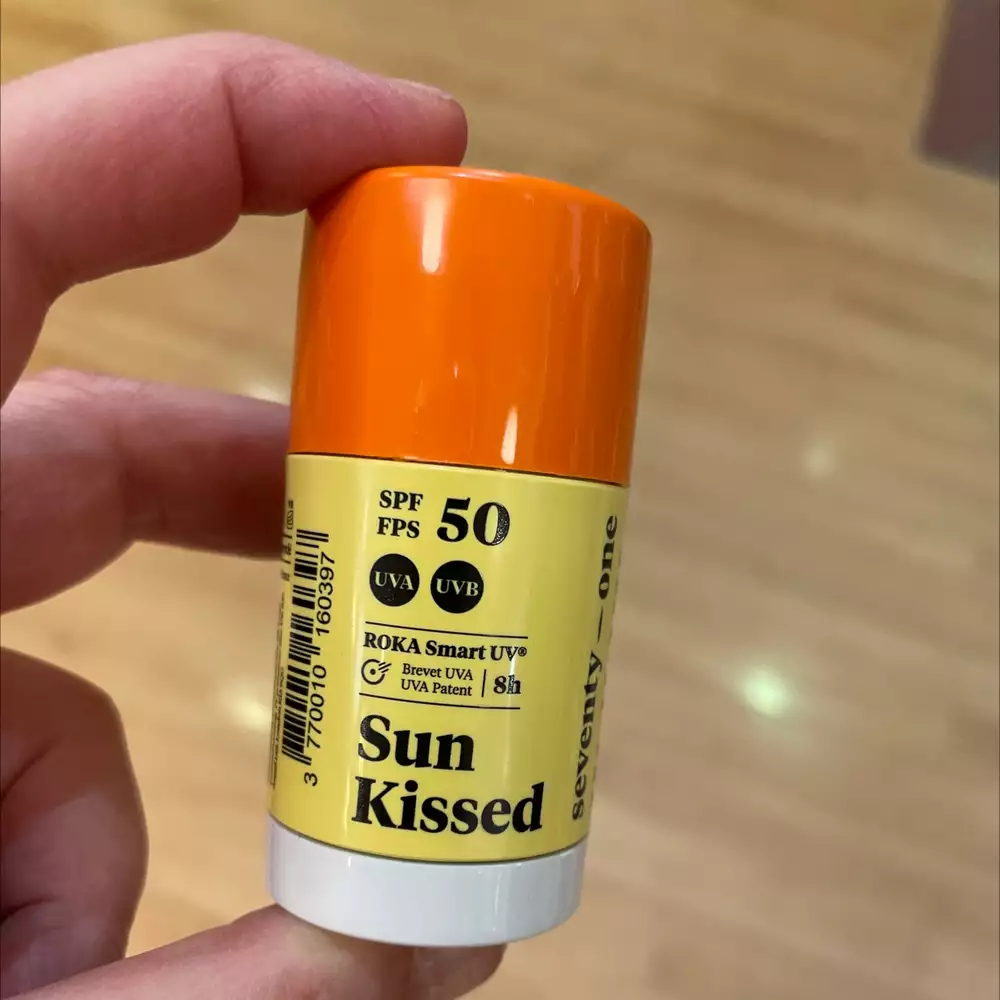 SPF
FPS 50
UVA UVB
ROKA Smart UV®
Brevet UVA
UVA Patent 8h
Sun
Kissed
seventy — one
3 770010 160397